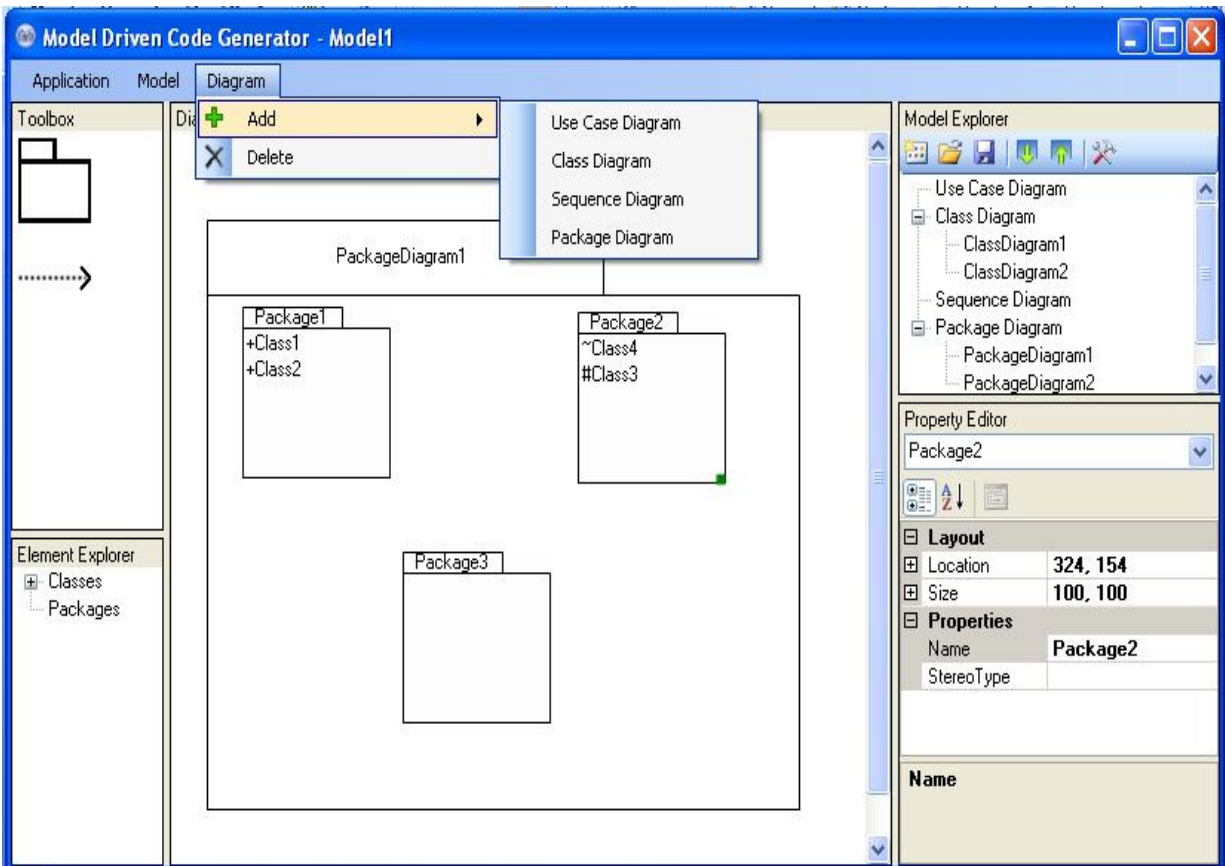 Model Driven Code Generator - Model1
Application Model Diagram
Toolbox
Add
Delete
Use Case Diagram
Class Diagram
Sequence Diagram
Package Diagram
PackageDiagram1
Package1
+Class1
+Class2
Package2
~Class4
#Class3
Package3
Element Explorer
Classes
Packages
Model Explorer
Use Case Diagram
Class Diagram
ClassDiagram1
ClassDiagram2
Sequence Diagram
Package Diagram
PackageDiagram1
PackageDiagram2
Property Editor
Package2
Layout
Location 324, 154
Size 100, 100
Properties
Name Package2
StereoType
Name